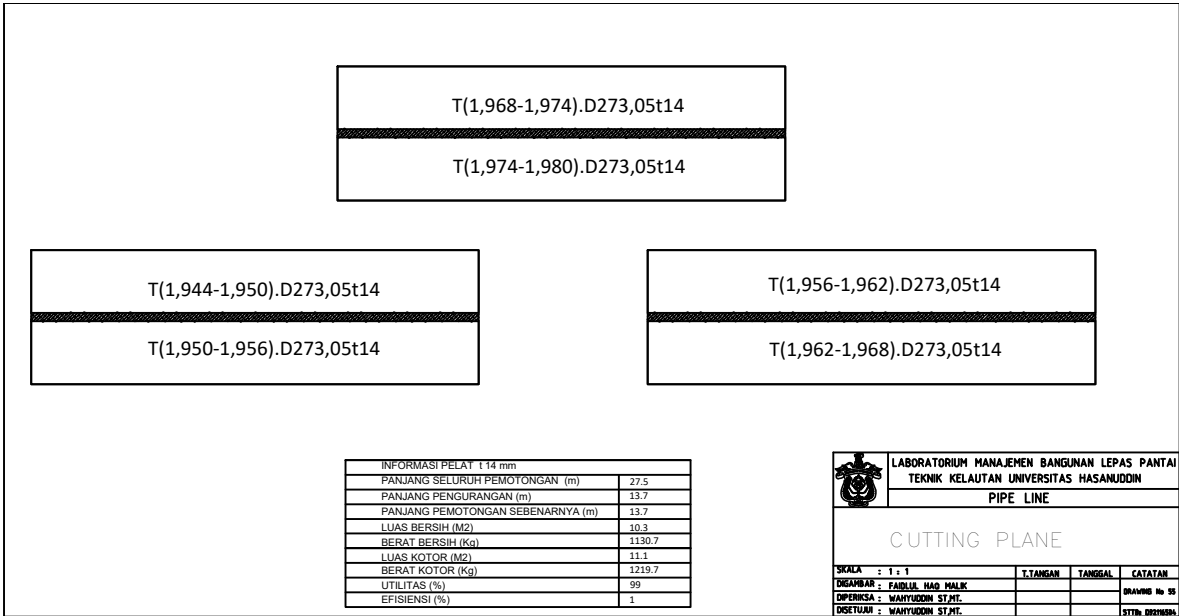 T(1,968-1,974).D273,05t14
T(1,974-1,980).D273,05t14
T(1,944-1,950).D273,05t14
T(1,950-1,956).D273,05t14
T(1,956-1,962).D273,05t14
T(1,962-1,968).D273,05t14
INFORMASI PELAT t 14 mm
PANJANG SELURUH PEMOTONGAN (m) 27.5
PANJANG PENGURANGAN (m) 13.7
PANJANG PEMOTONGAN SEBENARNYA (m) 13.7
LUAS BERSIH (M2) 10.3
BERAT BERSIH (Kg) 1130.7
LUAS KOTOR (M2) 11.1
BERAT KOTOR (Kg) 1219.7
UTILITAS (%) 99
EFISIENSI (%) 1
LABORATORIUM MANAJEMEN BANGUNAN LEPAS PANTAI
TEKNIK KELAUTAN UNIVERSITAS HASANUDDIN
PIPE LINE
CUTTING PLANE
SKALA : 1 : 1 T.TANGAN TANGGAL CATATAN
DIGAMBAR : FAIDLUL HAQ MALIK
DIPERIKSA : WAHYUDDIN ST,MT.
DISETUJUI : WAHYUDDIN ST,MT.
DRAWING No 55